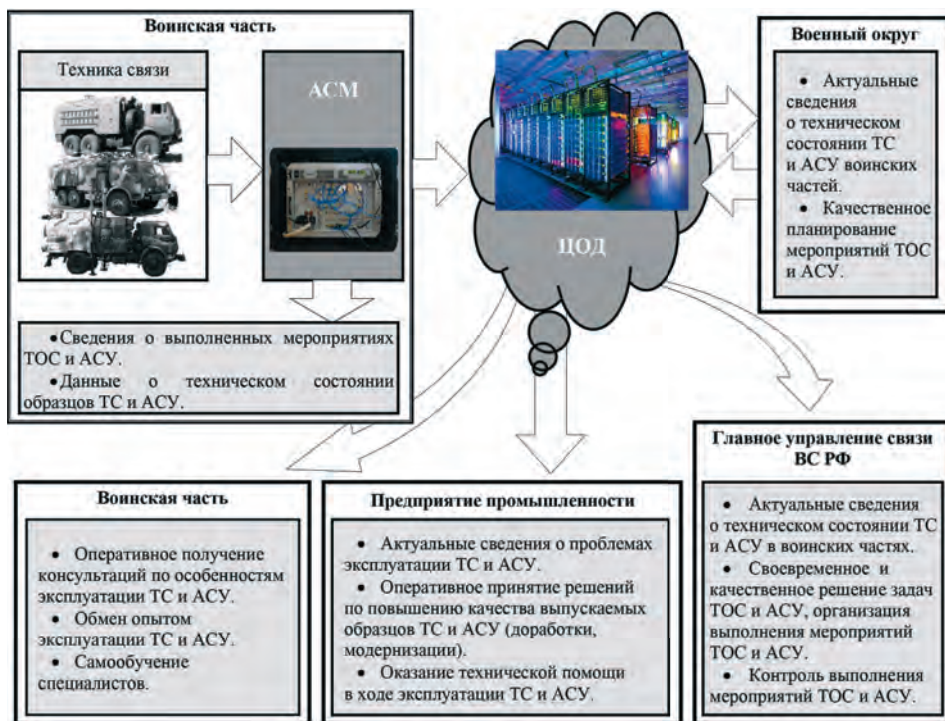 Воинская часть
Техника связи
АСМ
• Сведения о выполненных мероприятиях
ТОС и АСУ.
• Данные о техническом состоянии
образцов ТС и АСУ.
ЦОД
Военный округ
• Актуальные
сведения
о техническом
состоянии ТС
и АСУ воинских
частей.
• Качественное
планирование
мероприятий ТОС
и АСУ.
Воинская часть
• Оперативное получение
консультаций по особенностям
эксплуатации ТС и АСУ.
• Обмен опытом
эксплуатации ТС и АСУ.
• Самообучение
специалистов.
Предприятие промышленности
• Актуальные сведения о проблемах
эксплуатации ТС и АСУ.
• Оперативное принятие решений
по повышению качества выпускаемых
образцов ТС и АСУ (доработки,
модернизации).
• Оказание технической помощи
в ходе эксплуатации ТС и АСУ.
Главное управление связи
ВС РФ
• Актуальные сведения
о техническом состоянии ТС
и АСУ в воинских частях.
• Своевременное и
качественное решение задач
ТОС и АСУ, организация
выполнения мероприятий
ТОС и АСУ.
• Контроль выполнения
мероприятий ТОС и АСУ.